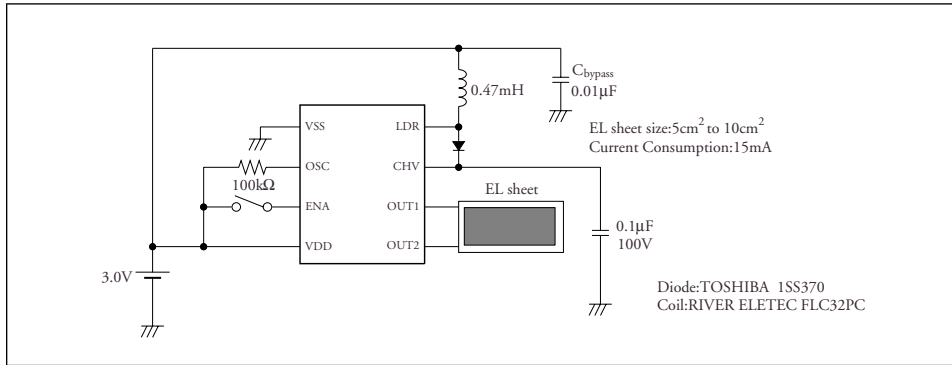 C_bypass
0.01μF
0.47mH
EL sheet size:5cm² to 10cm²
Current Consumption:15mA
VSS
LDR
OSC
CHV
100kΩ
EL sheet
ENA
OUT1
0.1μF
100V
VDD
OUT2
3.0V
Diode:TOSHIBA 1SS370
Coil:RIVER ELETEC FLC32PC